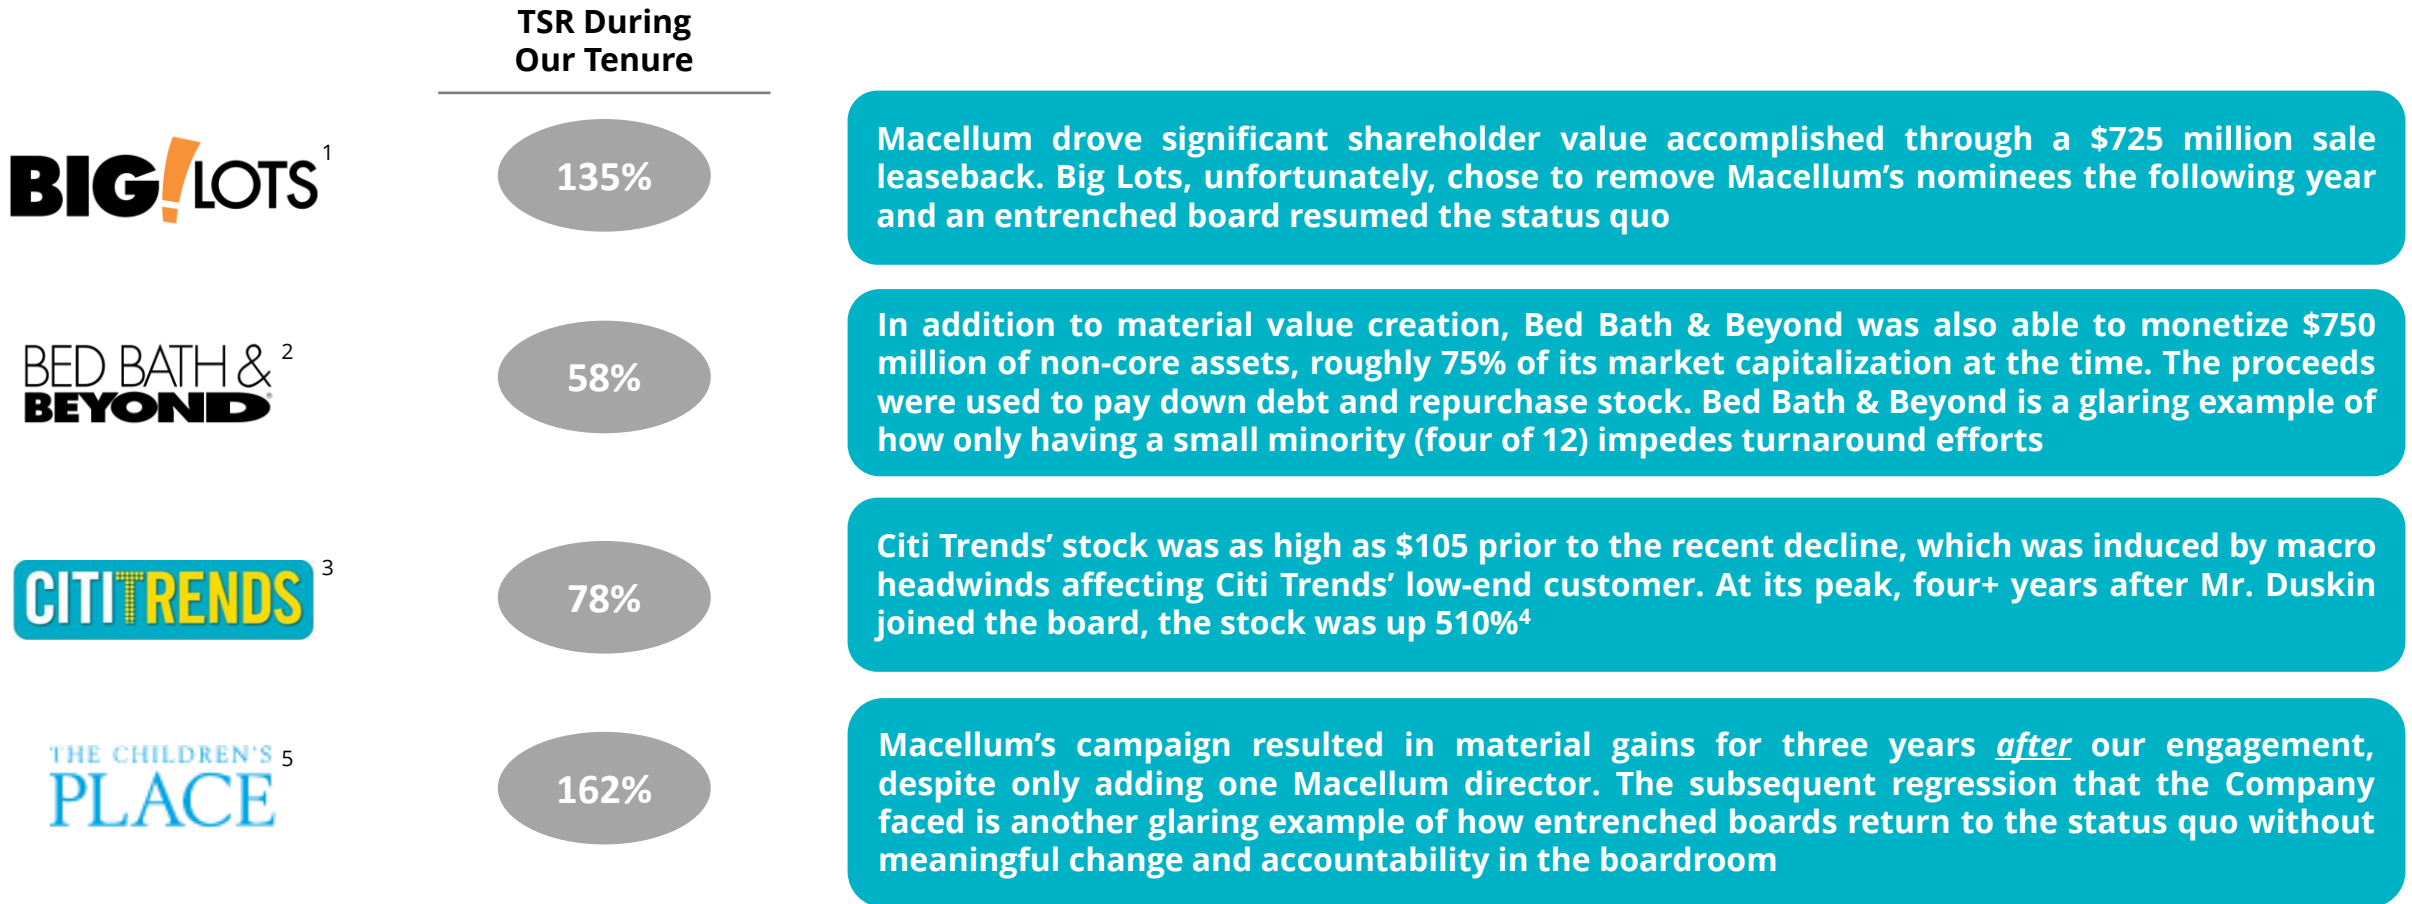 TSR During
Our Tenure
BIG!LOTS 1
135%
Macellum drove significant shareholder value accomplished through a $725 million sale
leaseback. Big Lots, unfortunately, chose to remove Macellum’s nominees the following year
and an entrenched board resumed the status quo
BED BATH & 2
BEYOND®
58%
In addition to material value creation, Bed Bath & Beyond was also able to monetize $750
million of non-core assets, roughly 75% of its market capitalization at the time. The proceeds
were used to pay down debt and repurchase stock. Bed Bath & Beyond is a glaring example of
how only having a small minority (four of 12) impedes turnaround efforts
CITITRENDS 3
78%
Citi Trends’ stock was as high as $105 prior to the recent decline, which was induced by macro
headwinds affecting Citi Trends’ low-end customer. At its peak, four+ years after Mr. Duskin
joined the board, the stock was up 510%4
THE CHILDREN'S 5
PLACE
162%
Macellum’s campaign resulted in material gains for three years after our engagement,
despite only adding one Macellum director. The subsequent regression that the Company
faced is another glaring example of how entrenched boards return to the status quo without
meaningful change and accountability in the boardroom